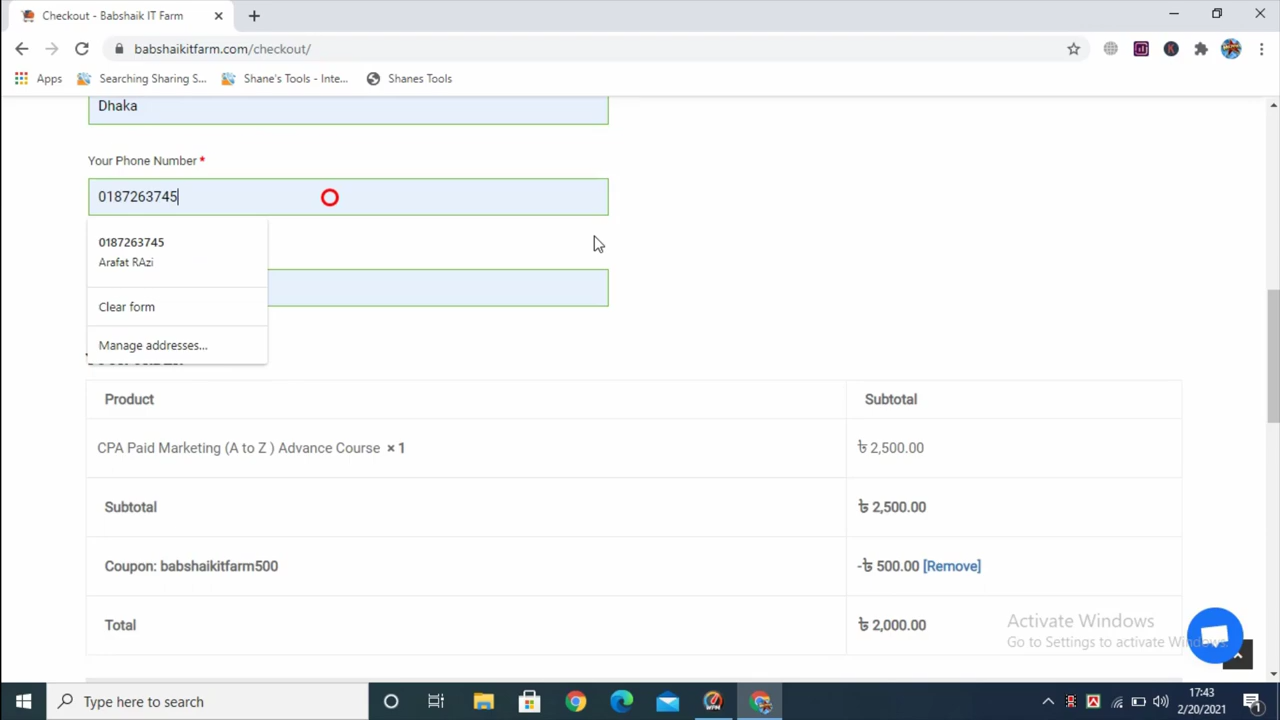 Checkout - Babshaik IT Farm
babshaikitfarm.com/checkout/
Apps
Searching Sharing S...
Shane's Tools - Inte...
Shanes Tools
Dhaka
Your Phone Number *
0187263745
0187263745
Arafat RAzi
Clear form
Manage addresses...
Product
Subtotal
CPA Paid Marketing (A to Z ) Advance Course × 1
৳ 2,500.00
Subtotal
৳ 2,500.00
Coupon: babshaikitfarm500
-৳ 500.00 [Remove]
Total
৳ 2,000.00
Activate Windows
Go to Settings to activate Windows.
Type here to search
17:43
2/20/2021